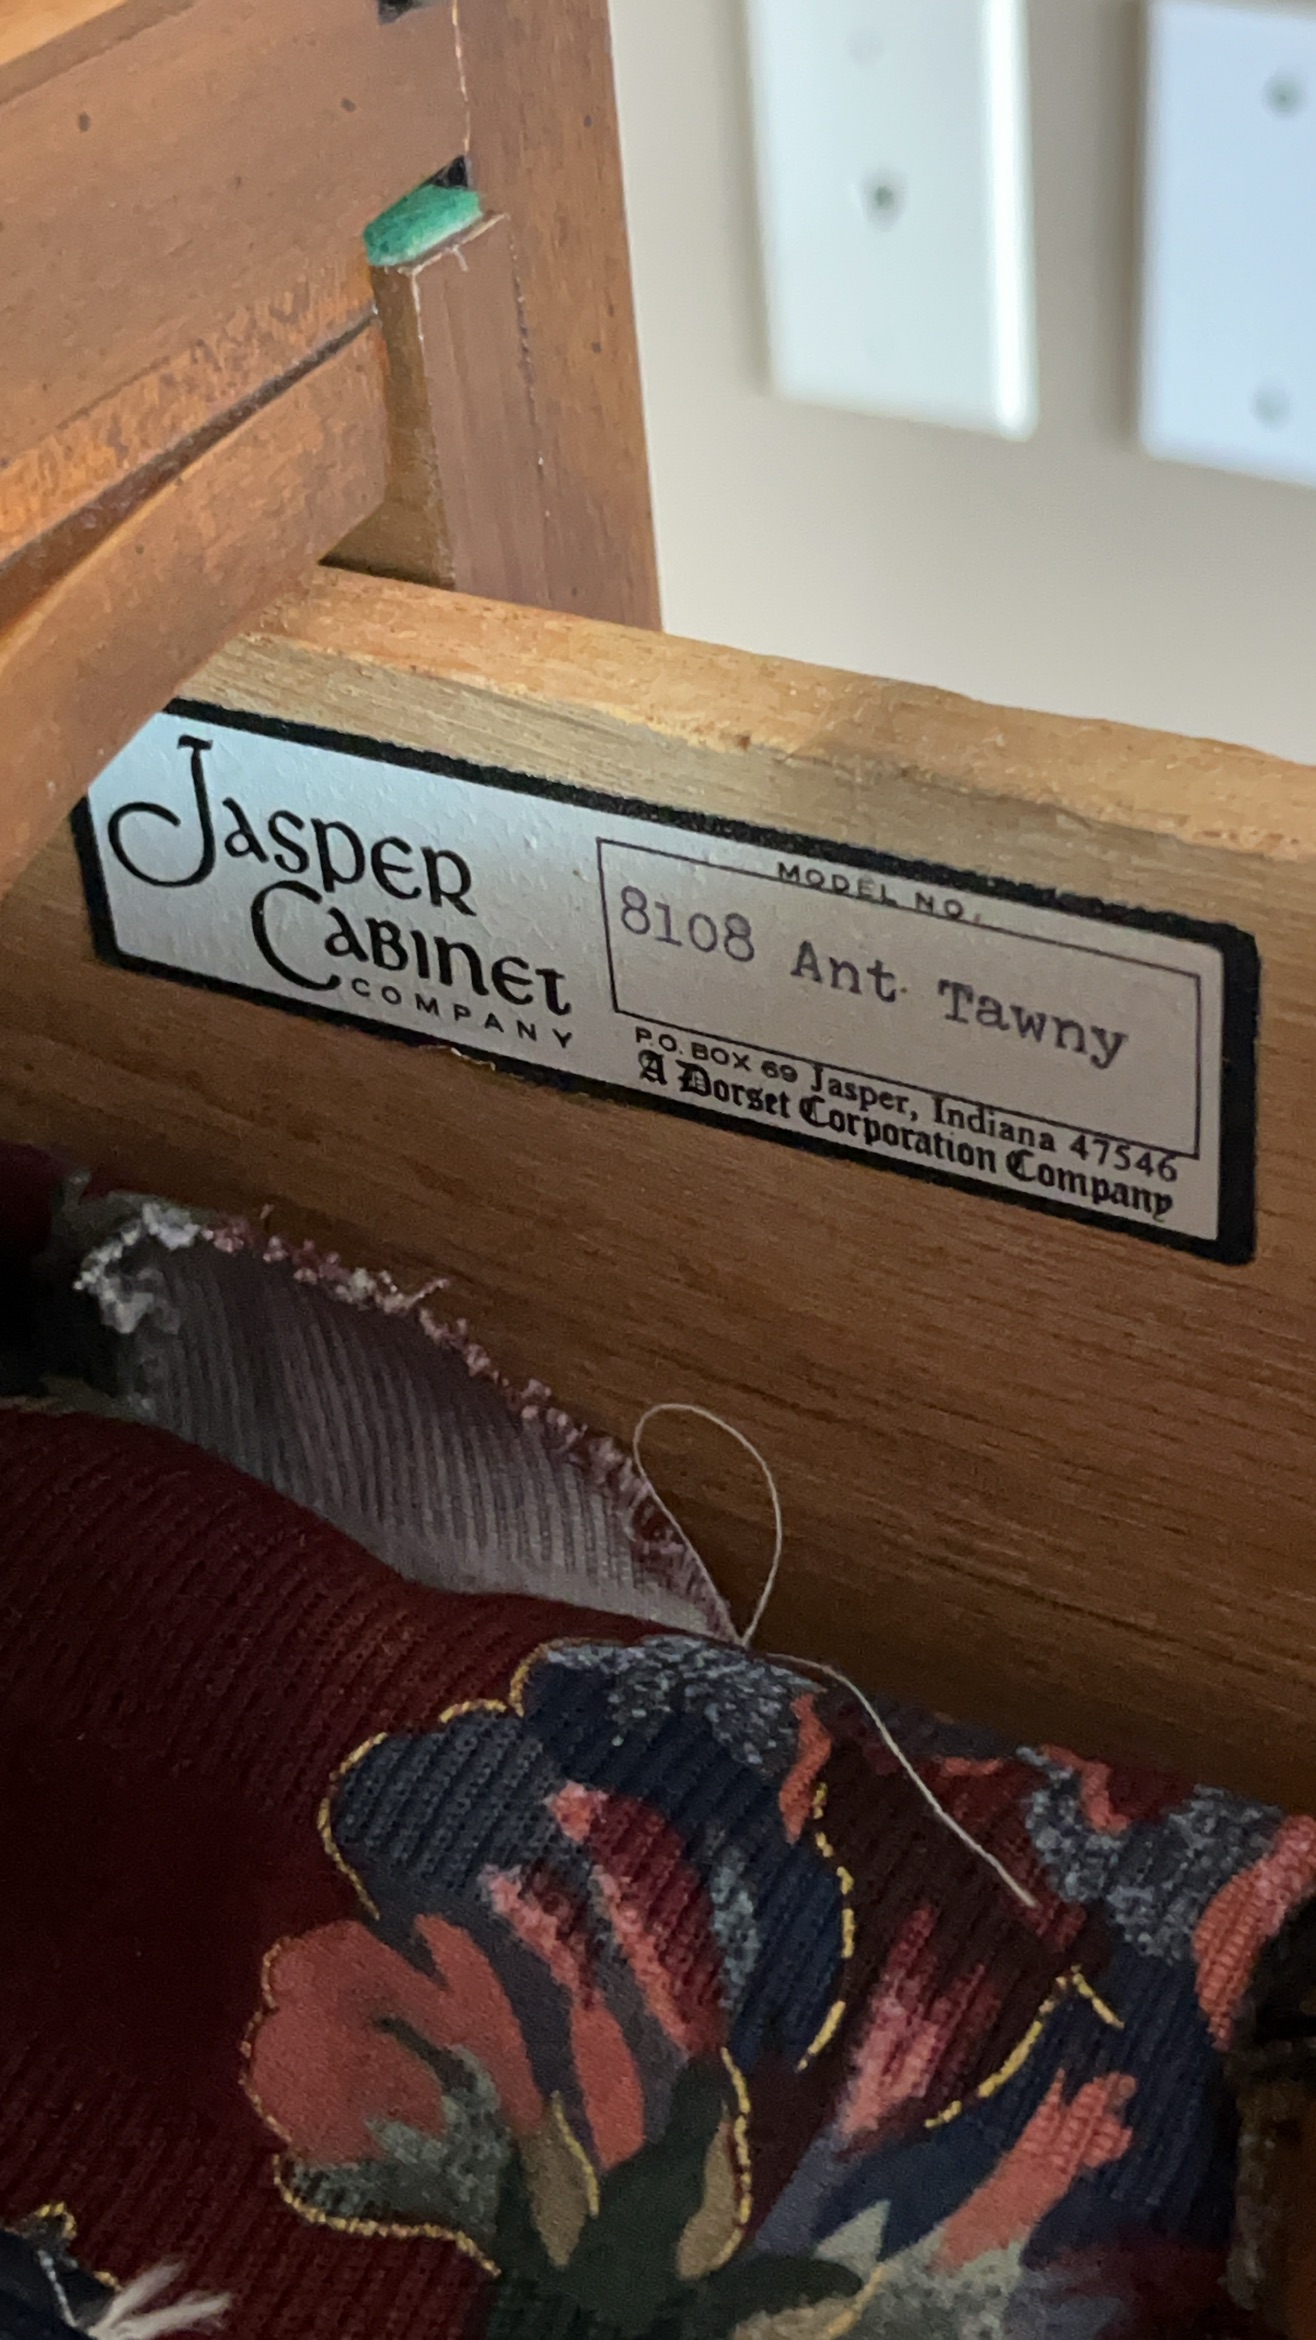 Jasper
Cabinet
COMPANY
MODEL NO.
8108 Ant. Tawny
P.O. BOX 69 Jasper, Indiana 47546
A Dorset Corporation Company